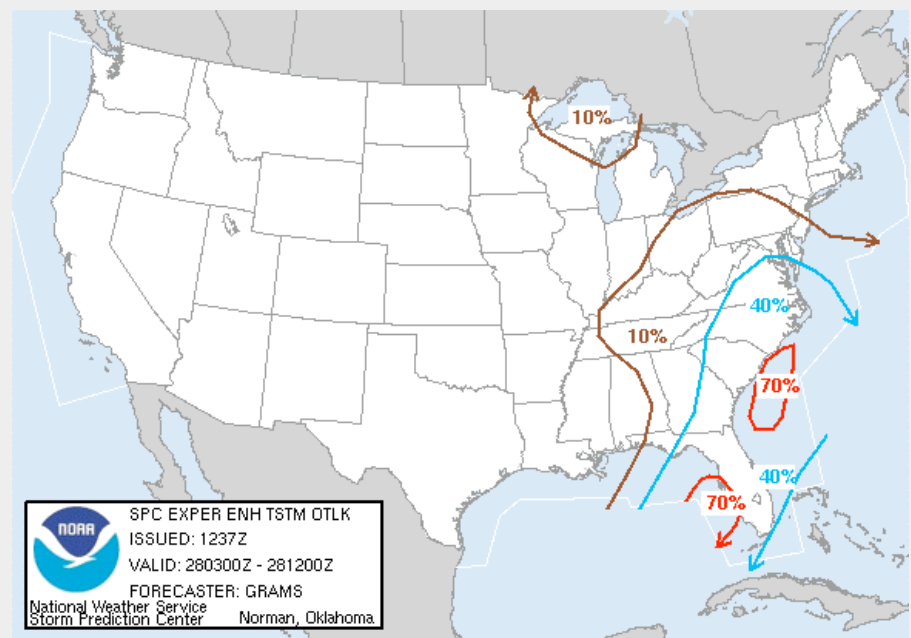 10%
10%
40%
70%
40%
70%
NOAA
SPC EXPER ENH TSTM OTLK
ISSUED: 1237Z
VALID: 280300Z - 281200Z
FORECASTER: GRAMS
National Weather Service
Storm Prediction Center Norman, Oklahoma